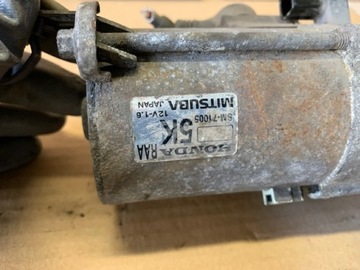 HONDA RAA
5K
SM-71005
MITSUBA
12V-1.6
JAPAN